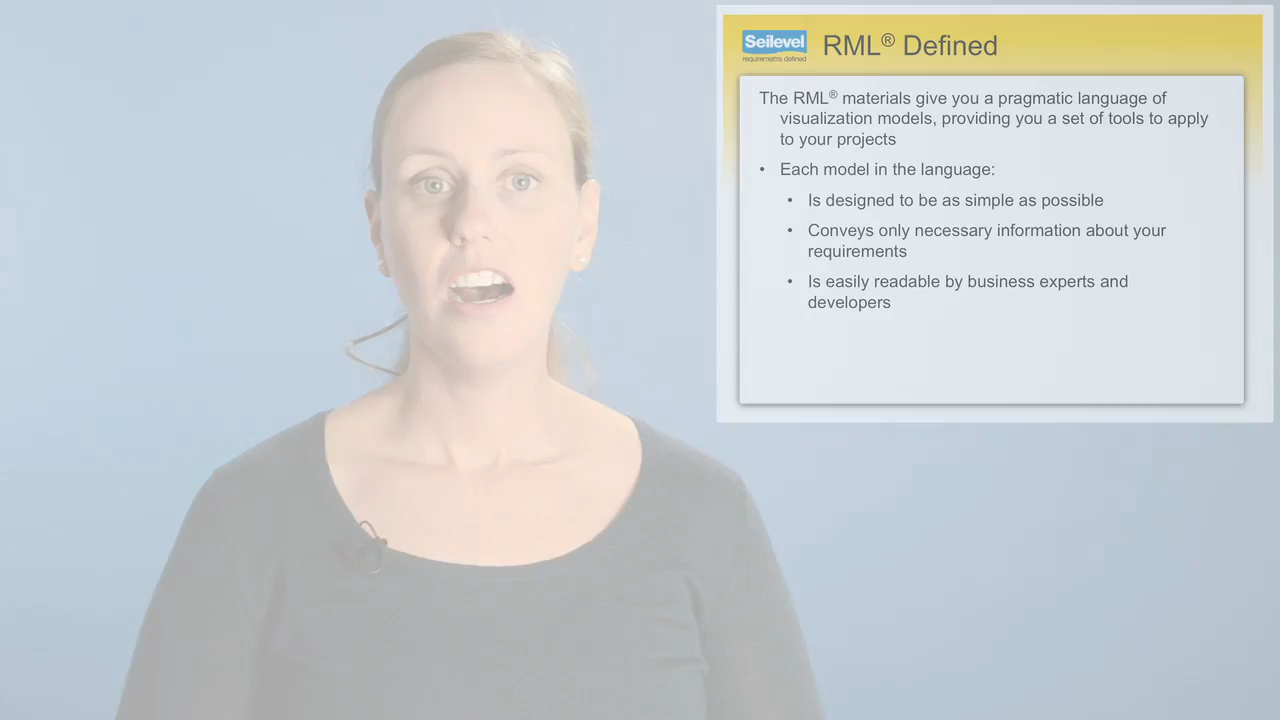 Seilevel
requirements defined
RML® Defined
The RML® materials give you a pragmatic language of
visualization models, providing you a set of tools to apply
to your projects
• Each model in the language:
• Is designed to be as simple as possible
• Conveys only necessary information about your
requirements
• Is easily readable by business experts and
developers